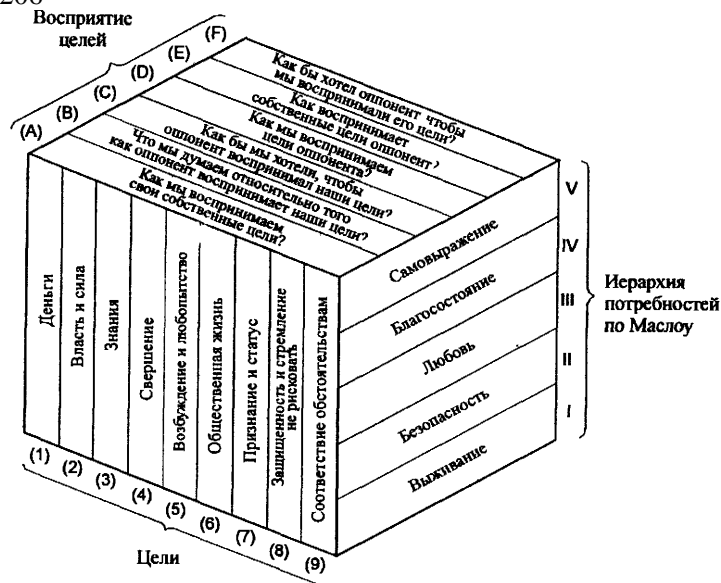 Восприятие
целей
(A)
(B)
(C)
(D)
(E)
(F)
Как бы хотел оппонент чтобы
мы воспринимали его цели?
Как воспринимает
собственные цели оппонент?
Как мы воспринимаем
цели оппонента?
Как бы мы хотели, чтобы
оппонент воспринимал наши цели?
Что мы думаем относительно того
как оппонент воспринимает наши цели?
Как мы воспринимаем
свои собственные цели?
Деньги
Власть и сила
Знания
Свершение
Возбуждение и любопытство
Общественная жизнь
Признание и статус
Защищенность и стремление
не рисковать
Соответствие обстоятельствам
(1)
(2)
(3)
(4)
(5)
(6)
(7)
(8)
(9)
Цели
Самовыражение
Благосостояние
Любовь
Безопасность
Выживание
V
IV
III
II
I
Иерархия
потребностей
по Маслоу